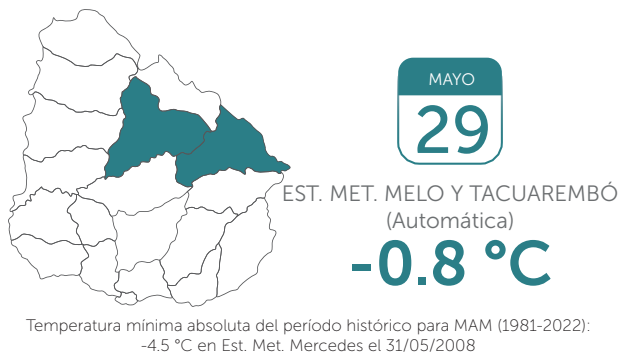 MAYO
29
EST. MET. MELO Y TACUAREMBÓ
(Automática)
-0.8 °C
Temperatura mínima absoluta del período histórico para MAM (1981-2022):
-4.5 °C en Est. Met. Mercedes el 31/05/2008